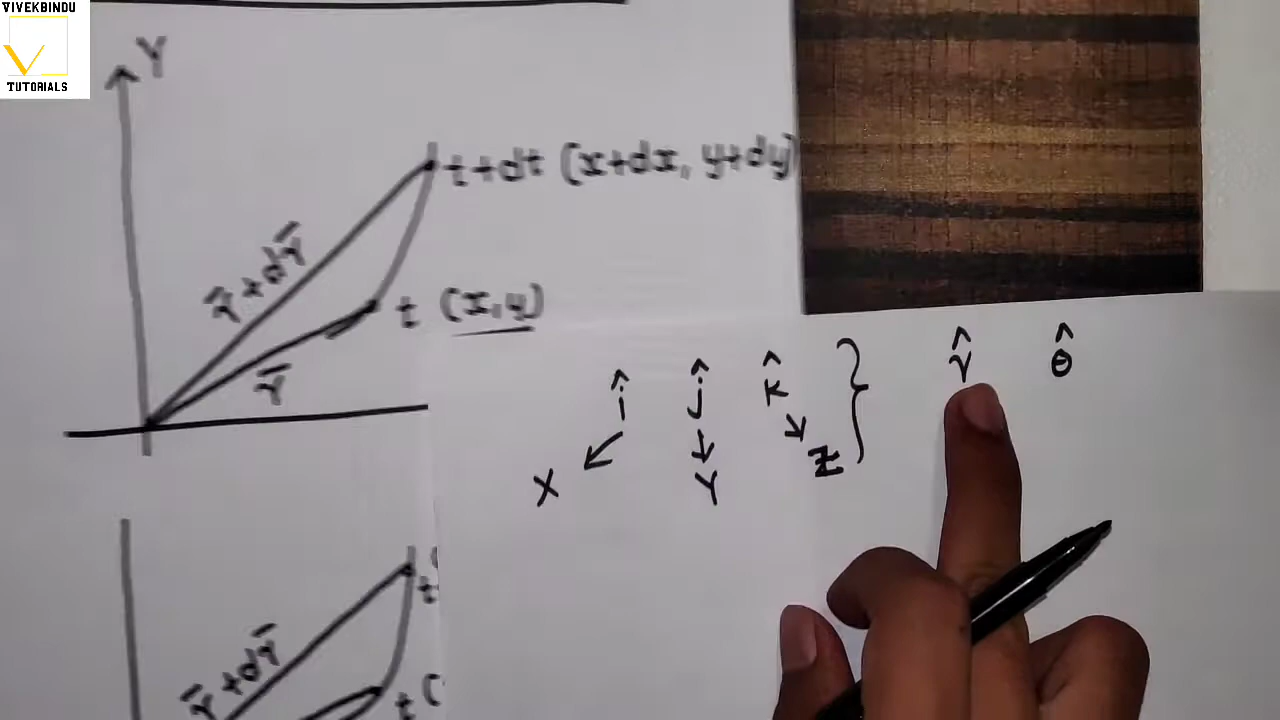 VIVEKBINDU
TUTORIALS
Y
t+dt (x+dx, y+dy)
r̄+dr̄
t (x,y)
r̄
î ĵ k̂ } r̂ θ̂
X Y Z
r̄+dr̄
t
t (